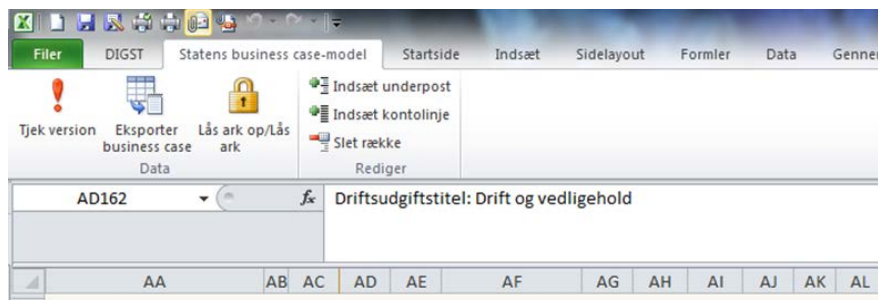 Filer DIGST Statens business case-model Startside Indsæt Sidelayout Formler Data Genner
Tjek version
Eksporter
business case
Lås ark op/Lås
ark
Data
Indsæt underpost
Indsæt kontolinje
Slet række
Rediger
AD162 fx Driftsudgiftstitel: Drift og vedligehold
AA AB AC AD AE AF AG AH AI AJ AK AL